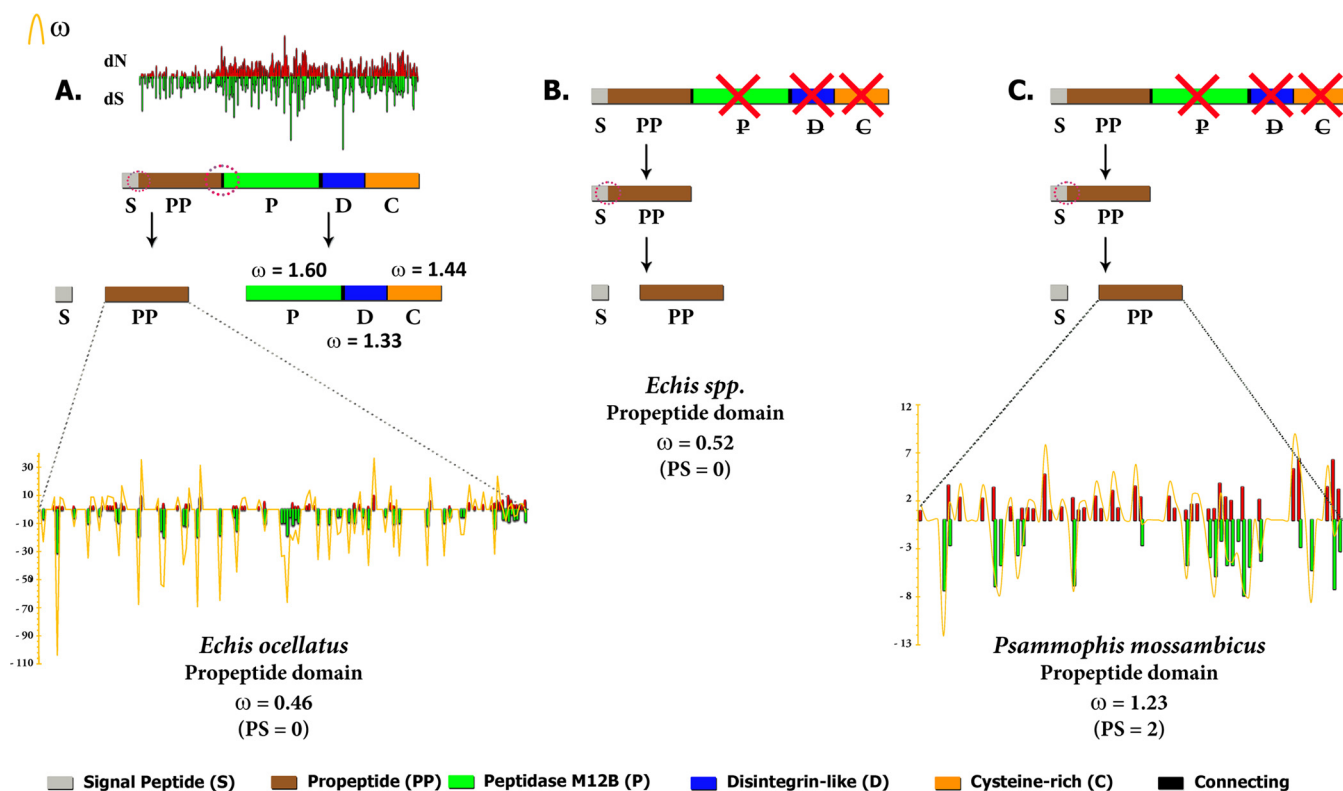 ω
dN
dS
A.
S PP P D C
ω = 1.60
ω = 1.44
S PP P D C
ω = 1.33
30
10
-10
-30
-50
-70
-90
-110
Echis ocellatus
Propeptide domain
ω = 0.46
(PS = 0)
B.
S PP P D C
S PP
S PP
Echis spp.
Propeptide domain
ω = 0.52
(PS = 0)
C.
S PP P D C
S PP
S PP
12
7
2
-3
-8
-13
Psammophis mossambicus
Propeptide domain
ω = 1.23
(PS = 2)
Signal Peptide (S) Propeptide (PP) Peptidase M12B (P) Disintegrin-like (D) Cysteine-rich (C) Connecting